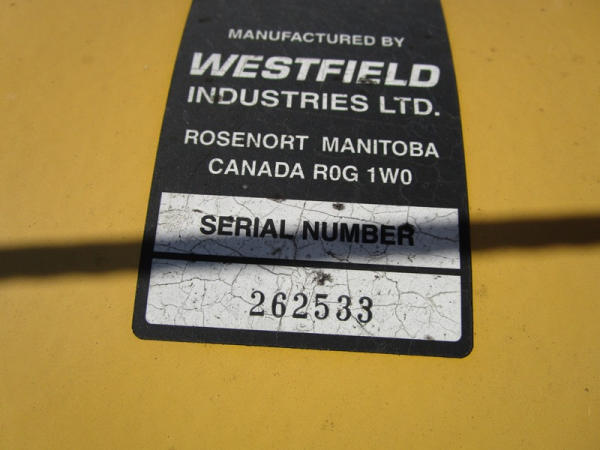 MANUFACTURED BY
WESTFIELD
INDUSTRIES LTD.
ROSENORT MANITOBA
CANADA R0G 1W0
SERIAL NUMBER
262533